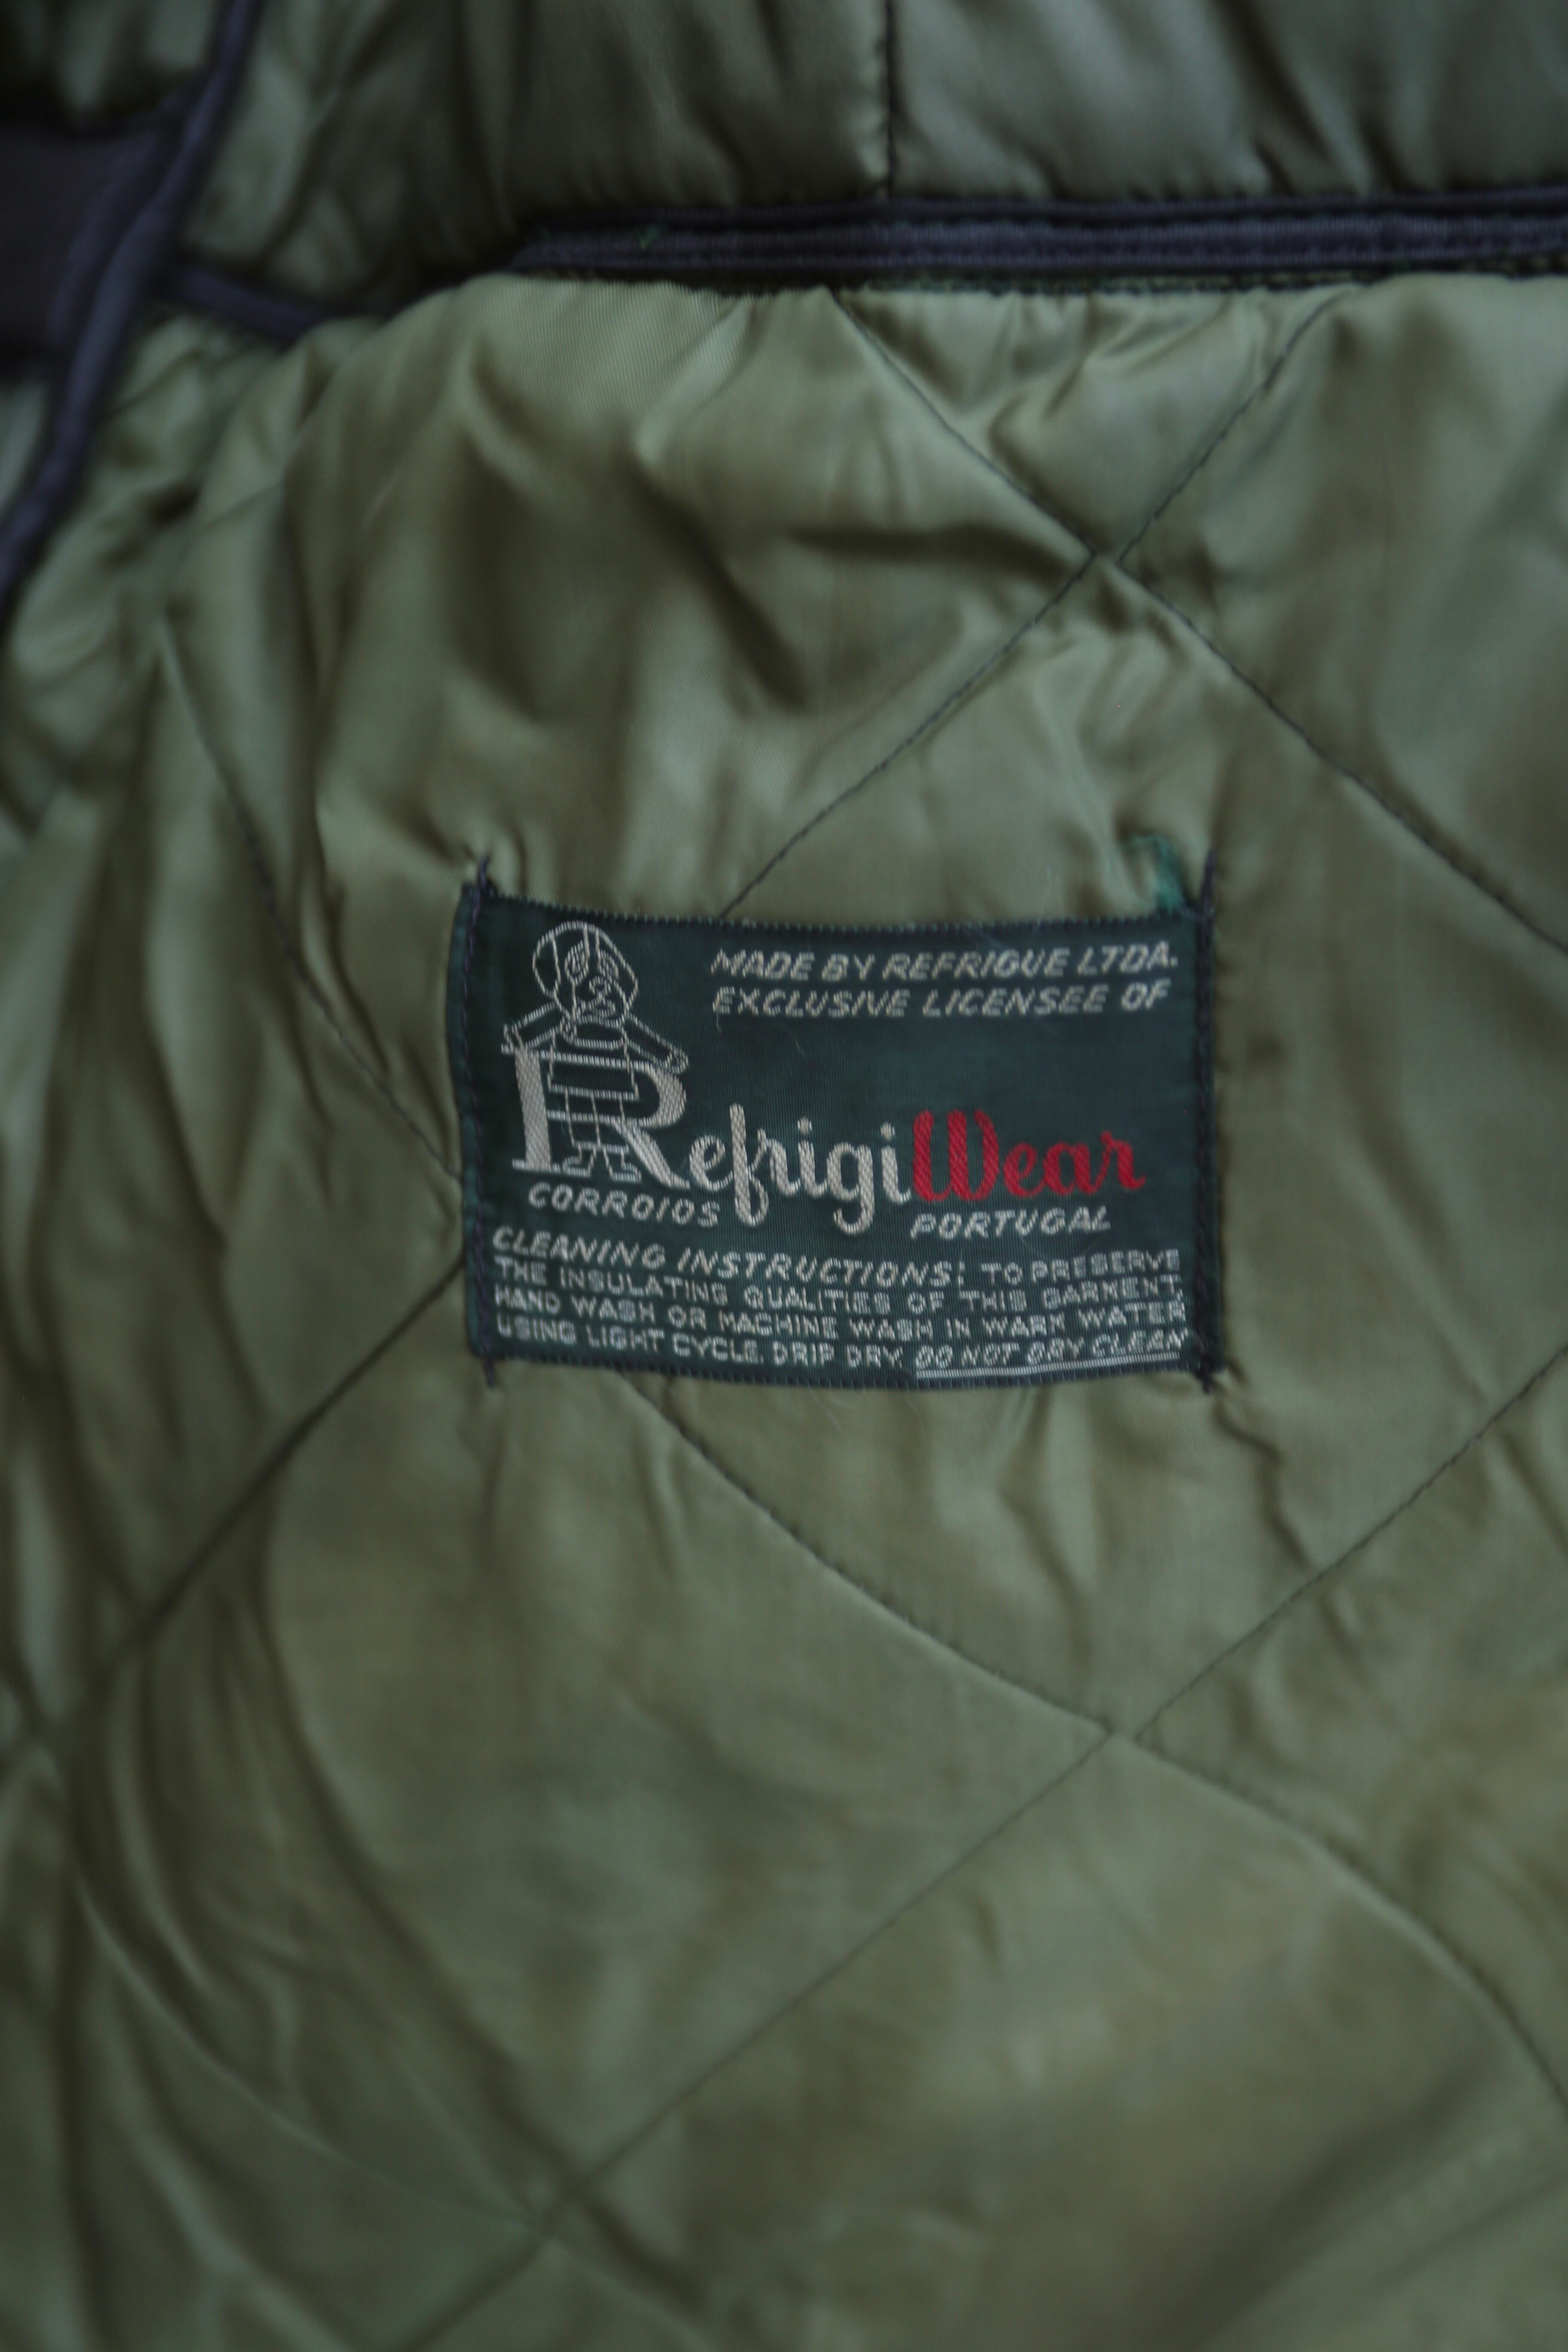 MADE BY REFRIGUE LTDA.
EXCLUSIVE LICENSEE OF
RefrigiWear
CORROIOS PORTUGAL
CLEANING INSTRUCTIONS: TO PRESERVE
THE INSULATING QUALITIES OF THIS GARMENT,
HAND WASH OR MACHINE WASH IN WARM WATER
USING LIGHT CYCLE. DRIP DRY. DO NOT DRY CLEAN